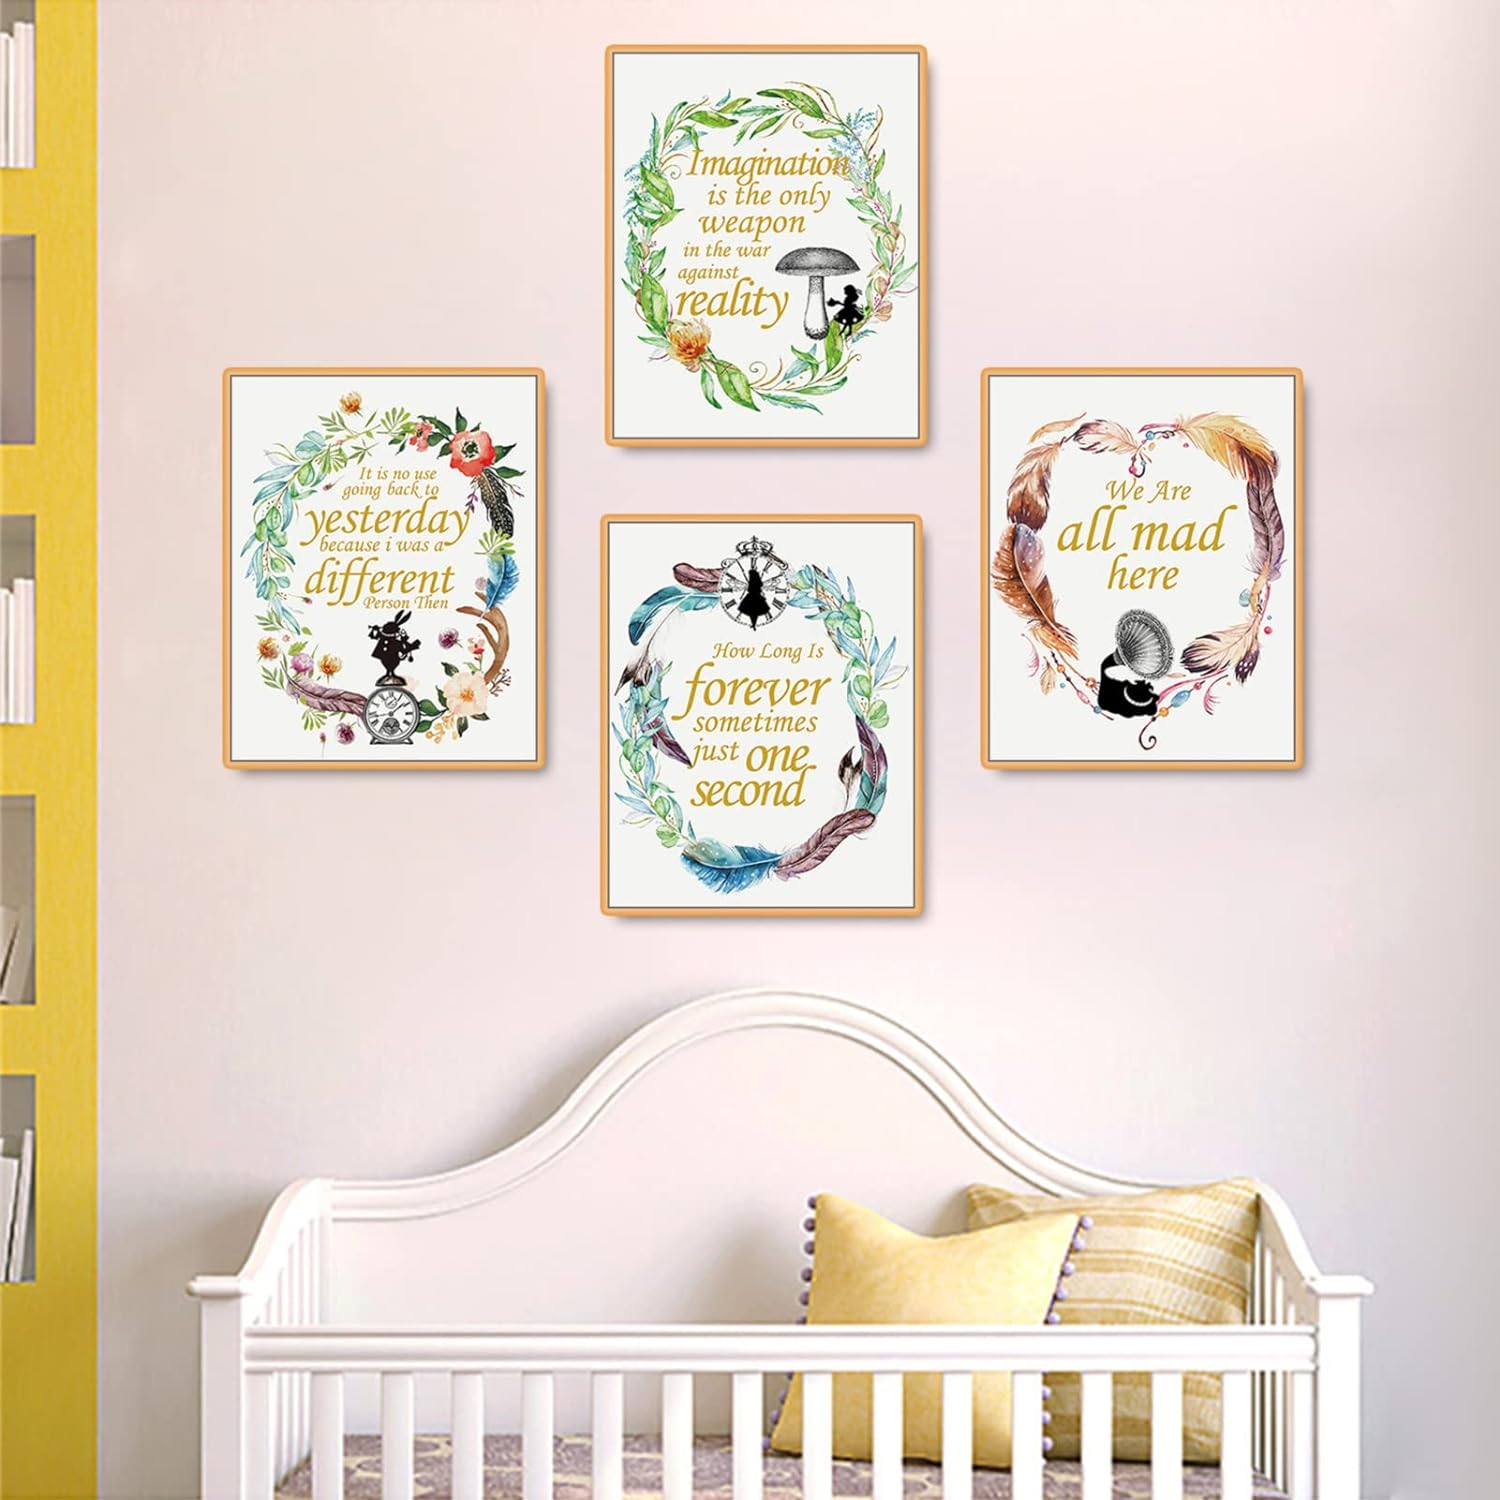 Imagination
is the only
weapon
in the war
against
reality
It is no use
going back to
yesterday
because i was a
different
Person Then
How Long Is
forever
sometimes
just one
second
We Are
all mad
here